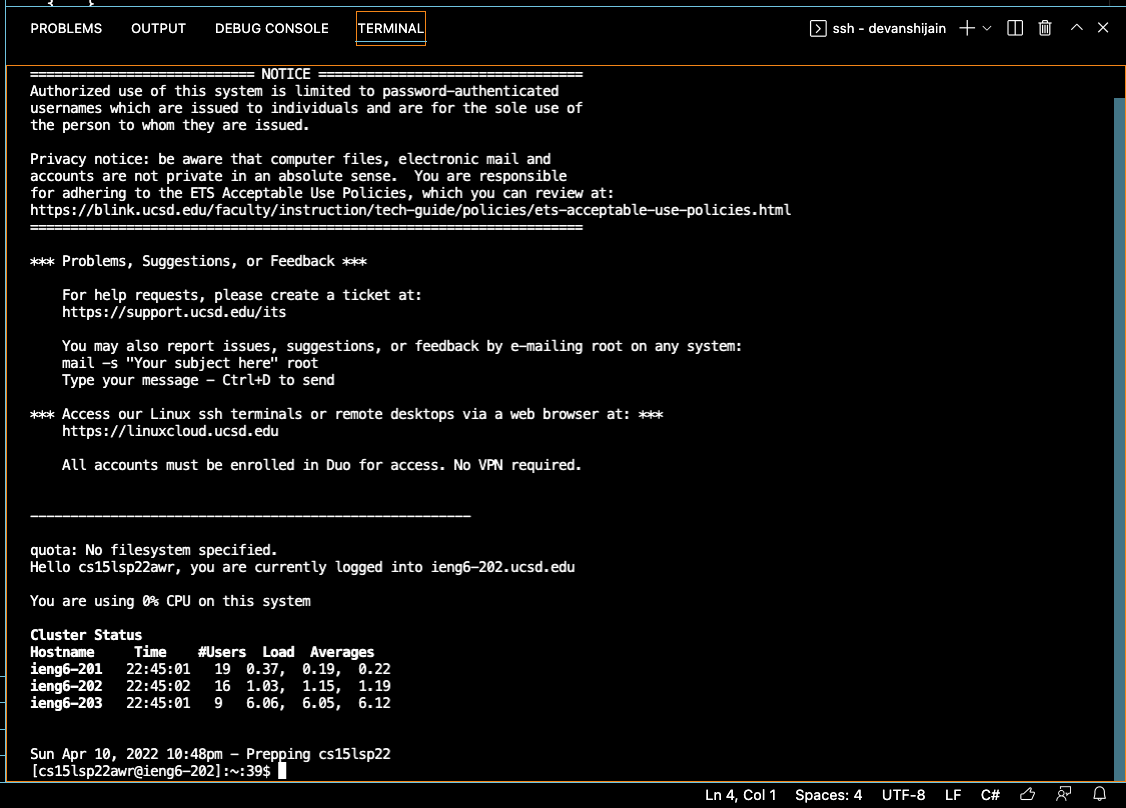 PROBLEMS OUTPUT DEBUG CONSOLE TERMINAL ssh - devanshijain
============================ NOTICE =================================
Authorized use of this system is limited to password-authenticated
usernames which are issued to individuals and are for the sole use of
the person to whom they are issued.
Privacy notice: be aware that computer files, electronic mail and
accounts are not private in an absolute sense.  You are responsible
for adhering to the ETS Acceptable Use Policies, which you can review at:
https://blink.ucsd.edu/faculty/instruction/tech-guide/policies/ets-acceptable-use-policies.html
=====================================================================
*** Problems, Suggestions, or Feedback ***
For help requests, please create a ticket at:
https://support.ucsd.edu/its
You may also report issues, suggestions, or feedback by e-mailing root on any system:
mail -s "Your subject here" root
Type your message - Ctrl+D to send
*** Access our Linux ssh terminals or remote desktops via a web browser at: ***
https://linuxcloud.ucsd.edu
All accounts must be enrolled in Duo for access. No VPN required.
-------------------------------------------------------
quota: No filesystem specified.
Hello cs15lsp22awr, you are currently logged into ieng6-202.ucsd.edu
You are using 0% CPU on this system
Cluster Status
Hostname     Time    #Users  Load  Averages
ieng6-201   22:45:01   19  0.37,  0.19,  0.22
ieng6-202   22:45:02   16  1.03,  1.15,  1.19
ieng6-203   22:45:01   9   6.06,  6.05,  6.12
Sun Apr 10, 2022 10:48pm - Prepping cs15lsp22
[cs15lsp22awr@ieng6-202]:~:39$
Ln 4, Col 1 Spaces: 4 UTF-8 LF C#